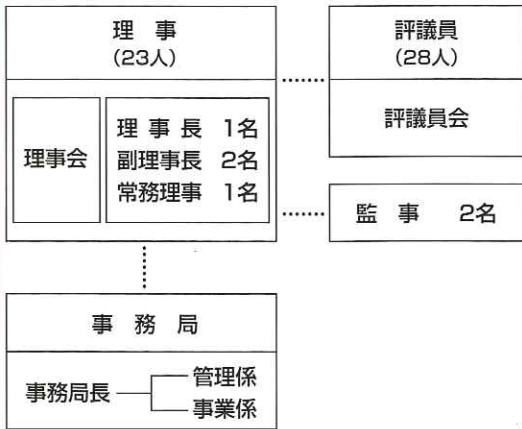 理事
(23人)
理事会
理事長 1名
副理事長 2名
常務理事 1名
評議員
(28人)
評議員会
監事 2名
事務局
事務局長
管理係
事業係